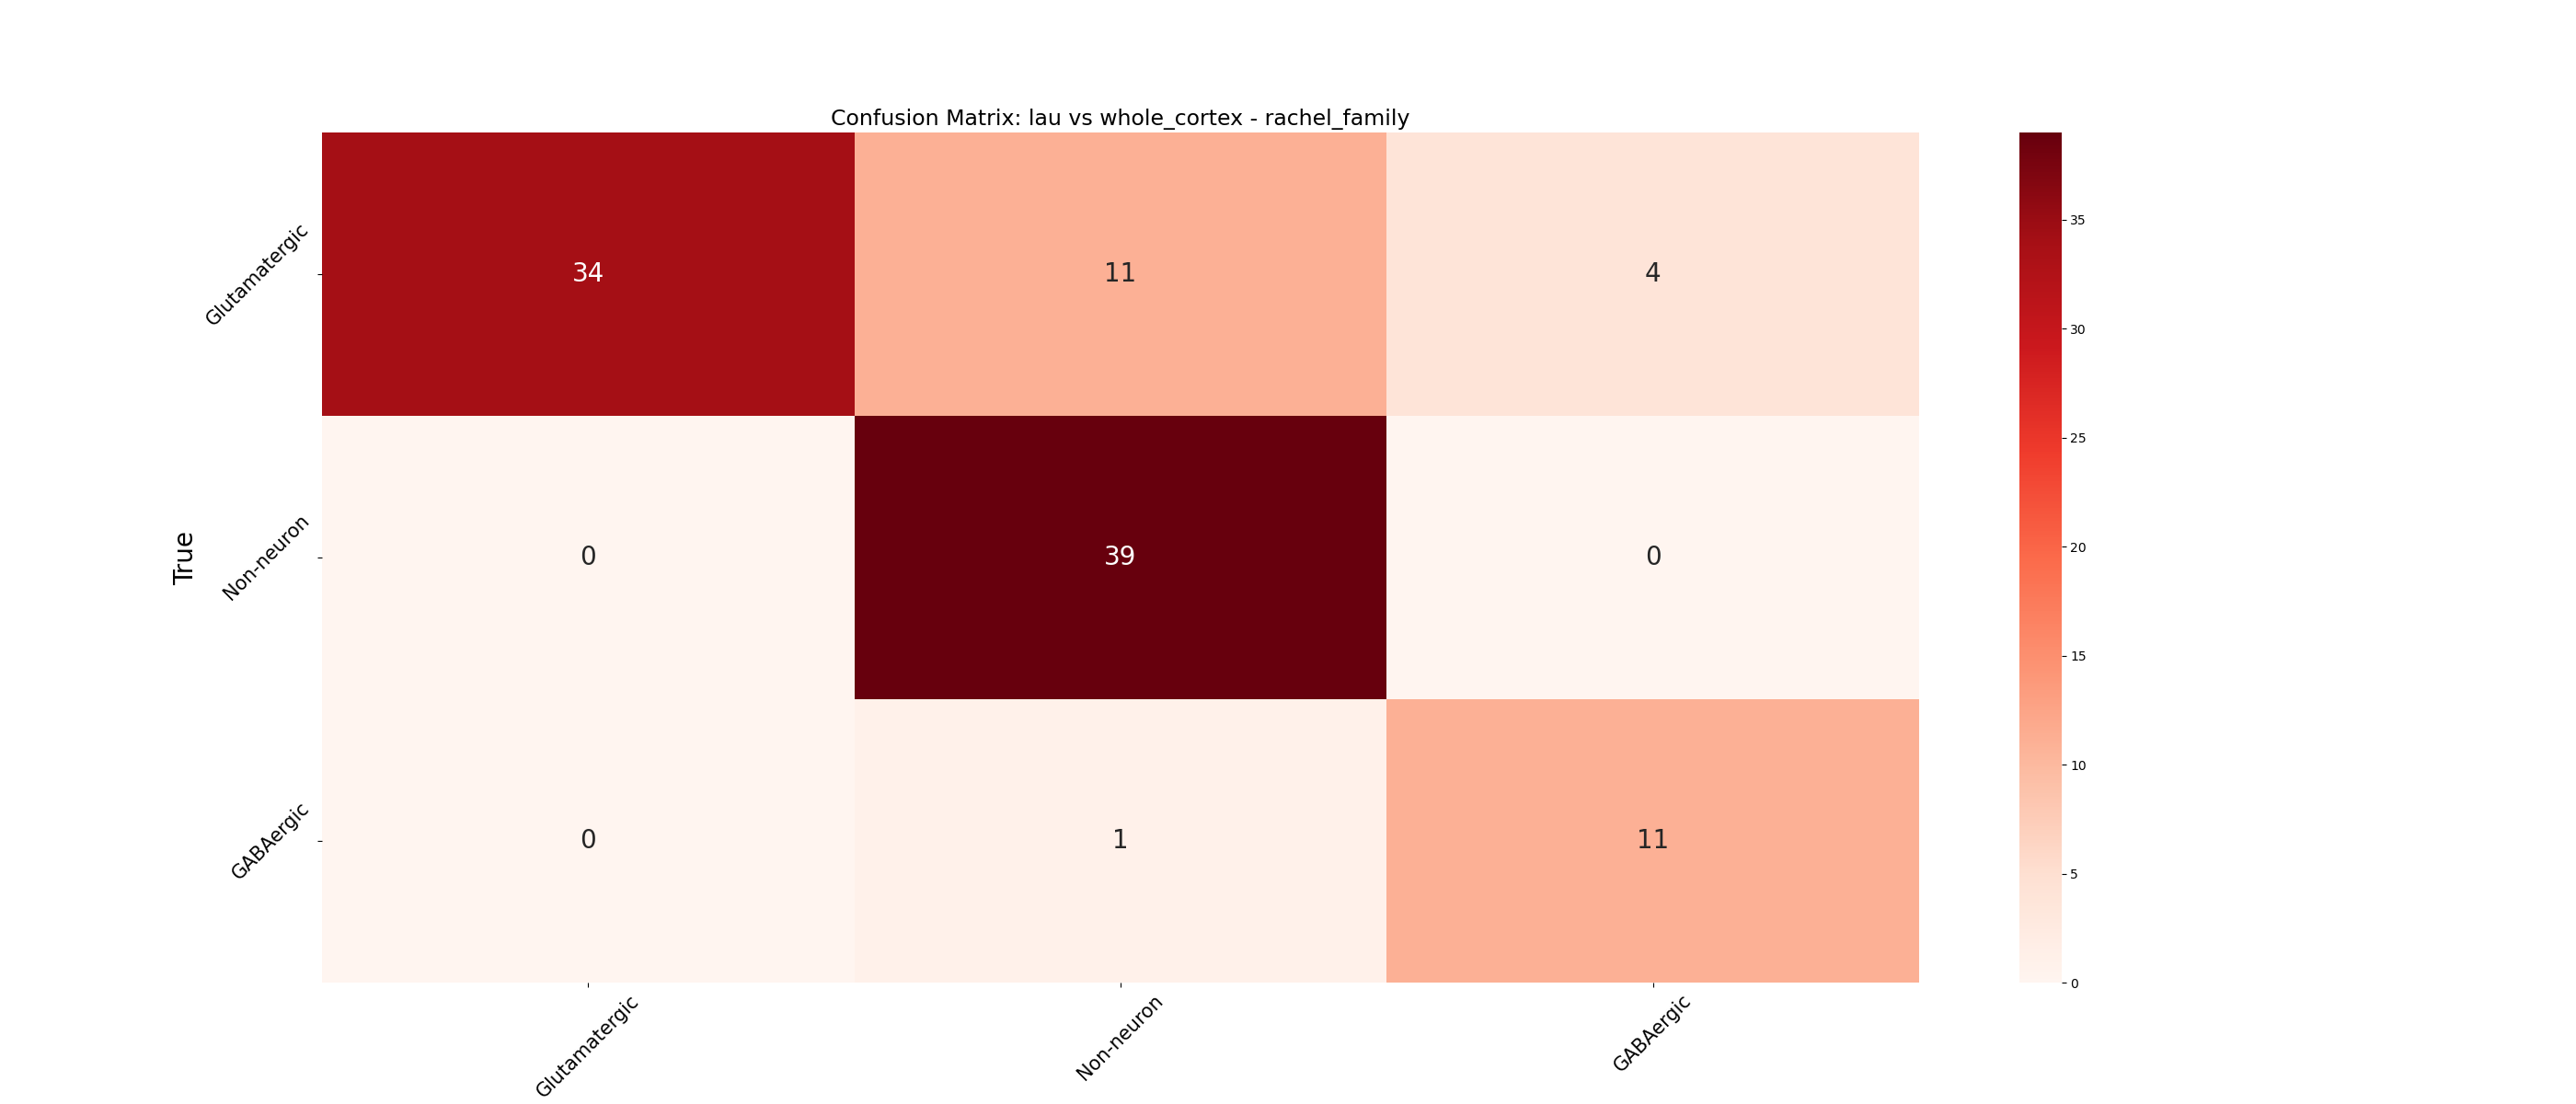 Confusion Matrix: lau vs whole_cortex - rachel_family
True
Glutamatergic
34
11
4
Non-neuron
0
39
0
GABAergic
0
1
11
Glutamatergic
Non-neuron
GABAergic
35
30
25
20
15
10
5
0